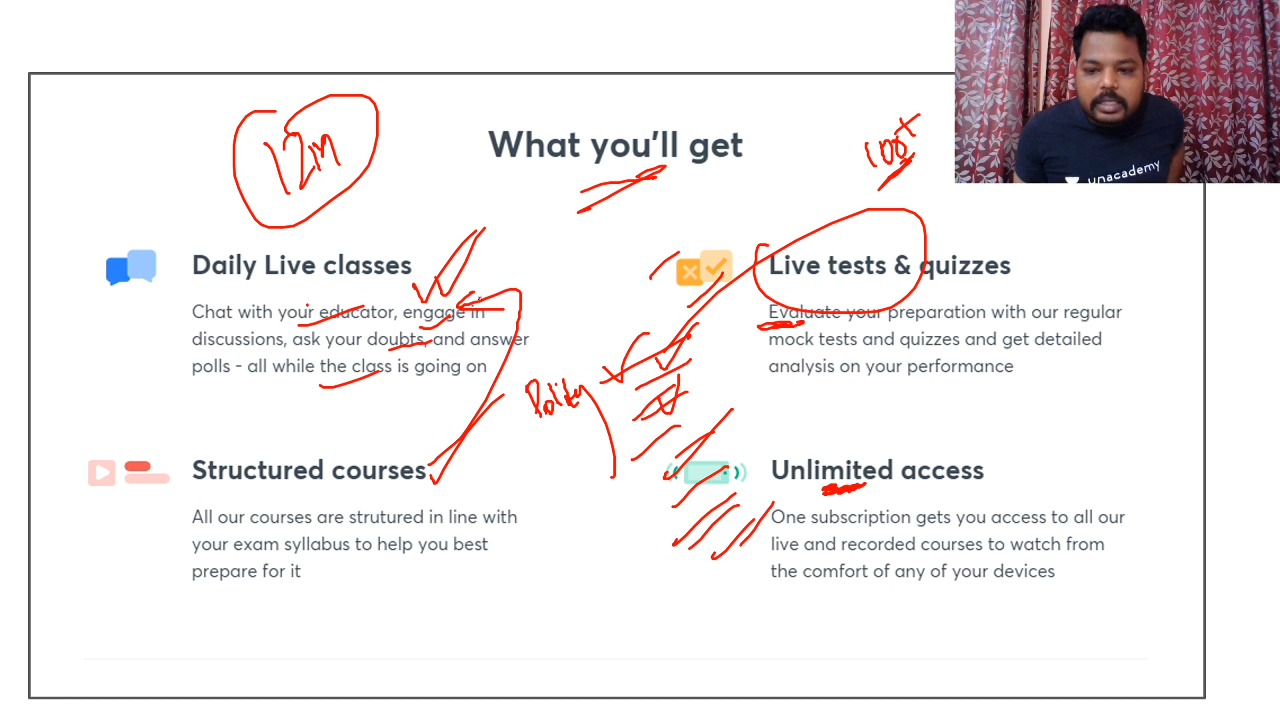 12m
What you'll get
100+
unacademy
Daily Live classes
Chat with your educator, engage in
discussions, ask your doubts, and answer
polls - all while the class is going on
Live tests & quizzes
Evaluate your preparation with our regular
mock tests and quizzes and get detailed
analysis on your performance
Polity
Structured courses
All our courses are strutured in line with
your exam syllabus to help you best
prepare for it
Unlimited access
One subscription gets you access to all our
live and recorded courses to watch from
the comfort of any of your devices